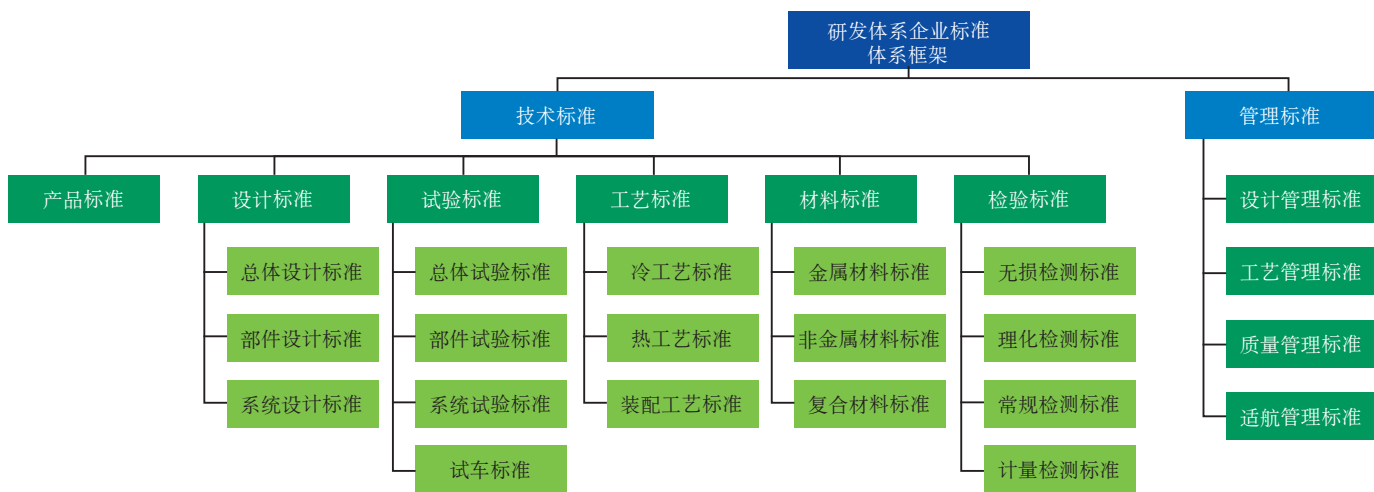 研发体系企业标准
体系框架
技术标准
管理标准
产品标准
设计标准
试验标准
工艺标准
材料标准
检验标准
设计管理标准
总体设计标准
总体试验标准
冷工艺标准
金属材料标准
无损检测标准
工艺管理标准
部件设计标准
部件试验标准
热工艺标准
非金属材料标准
理化检测标准
质量管理标准
系统设计标准
系统试验标准
装配工艺标准
复合材料标准
常规检测标准
适航管理标准
试车标准
计量检测标准